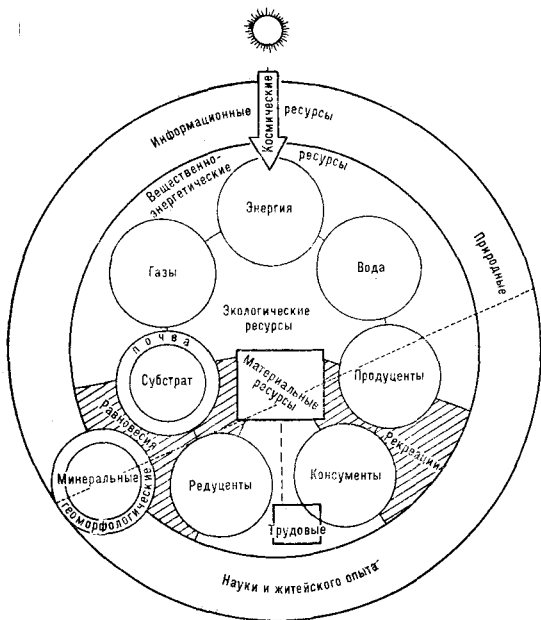 Космические
Информационные ресурсы
Вещественно-
энергетические ресурсы
Энергия
Газы
Вода
Природные
Экологические
ресурсы
почва
Субстрат
Материальные
ресурсы
Продуценты
Равновесия
Рекреации
Минеральные
геоморфологические
Редуценты
Консументы
Трудовые
Науки и житейского опыта